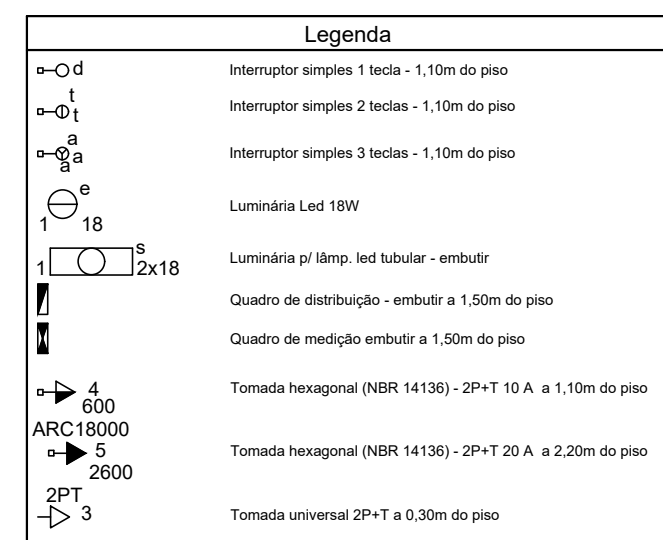 Legenda
d
Interruptor simples 1 tecla - 1,10m do piso
t
t
Interruptor simples 2 teclas - 1,10m do piso
a
a
a
Interruptor simples 3 teclas - 1,10m do piso
e
1 18
Luminária Led 18W
s
1 2x18
Luminária p/ lâmp. led tubular - embutir
Quadro de distribuição - embutir a 1,50m do piso
Quadro de medição embutir a 1,50m do piso
4
600
Tomada hexagonal (NBR 14136) - 2P+T 10 A a 1,10m do piso
ARC18000
5
2600
Tomada hexagonal (NBR 14136) - 2P+T 20 A a 2,20m do piso
2PT
3
Tomada universal 2P+T a 0,30m do piso